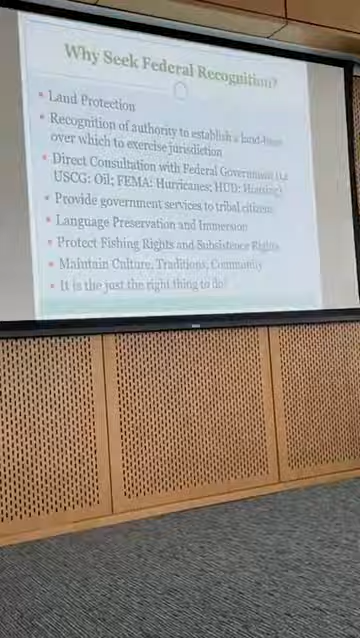 Why Seek Federal Recognition?
• Land Protection
• Recognition of authority to establish a land-base
over which to exercise jurisdiction
• Direct Consultation with Federal Government
USCG: Oil; FEMA: Hurricanes; HUD: Housing)
• Provide government services to tribal citizens
• Language Preservation and Immersion
• Protect Fishing Rights and Subsistence Rights
• Maintain Culture, Traditions, Community
• It is the just the right thing to do!